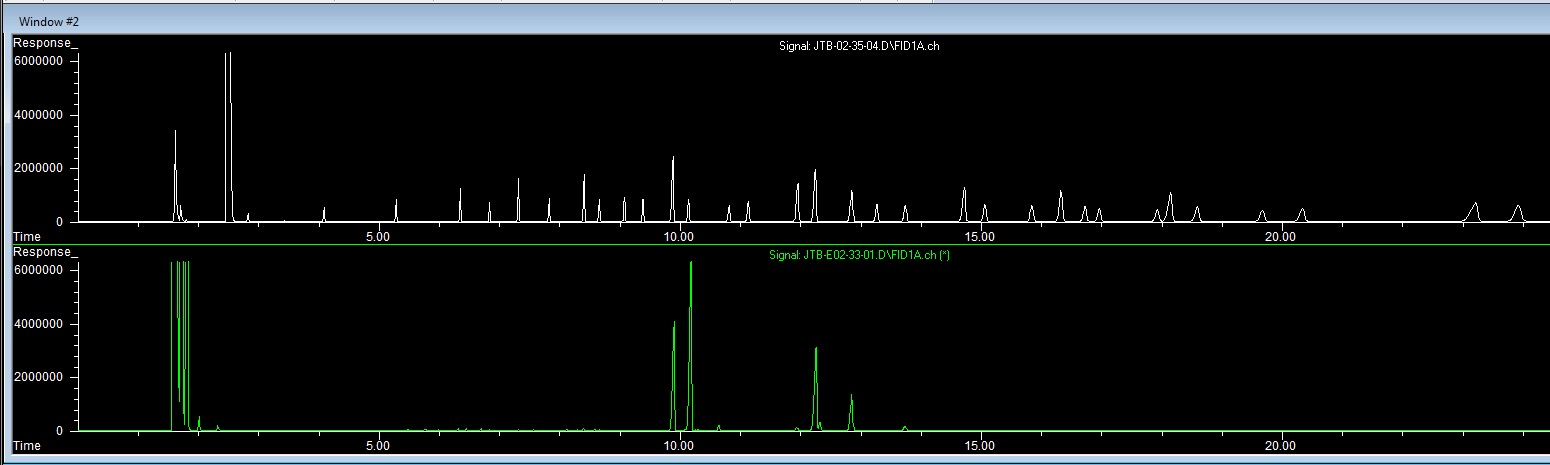 Window #2
Response_
Signal: JTB-02-35-04.D\FID1A.ch
6000000
4000000
2000000
0
Time
5.00
10.00
15.00
20.00
Response_
Signal: JTB-E02-33-01.D\FID1A.ch (*)
6000000
4000000
2000000
0
Time
5.00
10.00
15.00
20.00